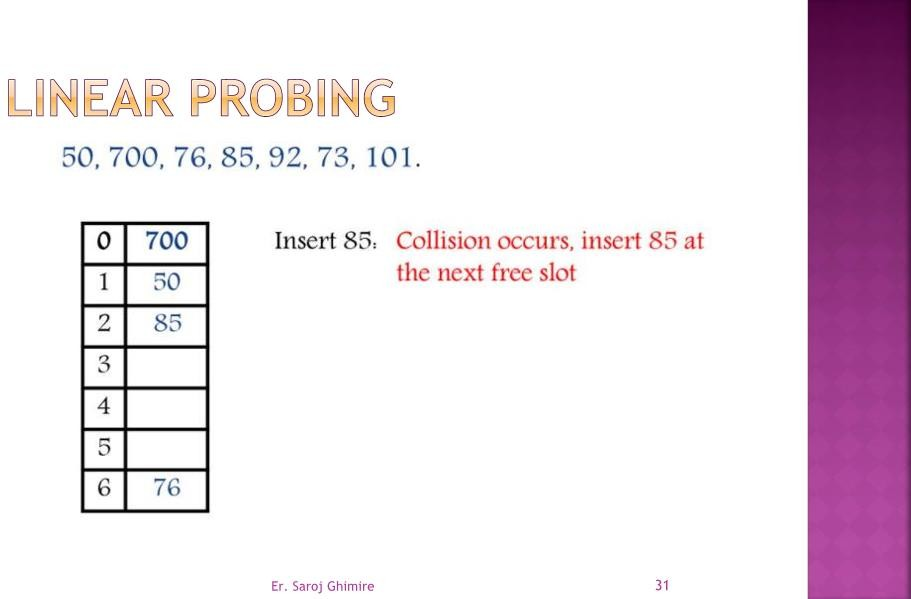 LINEAR PROBING
50, 700, 76, 85, 92, 73, 101.
0 700
1 50
2 85
3
4
5
6 76
Insert 85: Collision occurs, insert 85 at
the next free slot
Er. Saroj Ghimire 31